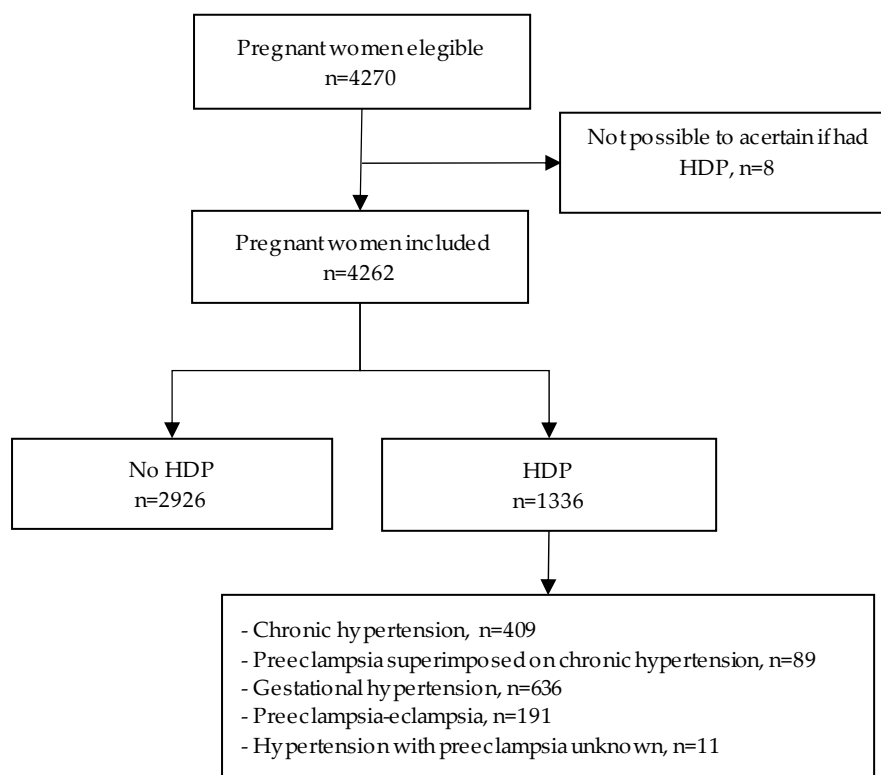 Pregnant women elegible
n=4270
Not possible to acertain if had
HDP, n=8
Pregnant women included
n=4262
No HDP
n=2926
HDP
n=1336
- Chronic hypertension, n=409
- Preeclampsia superimposed on chronic hypertension, n=89
- Gestational hypertension, n=636
- Preeclampsia-eclampsia, n=191
- Hypertension with preeclampsia unknown, n=11